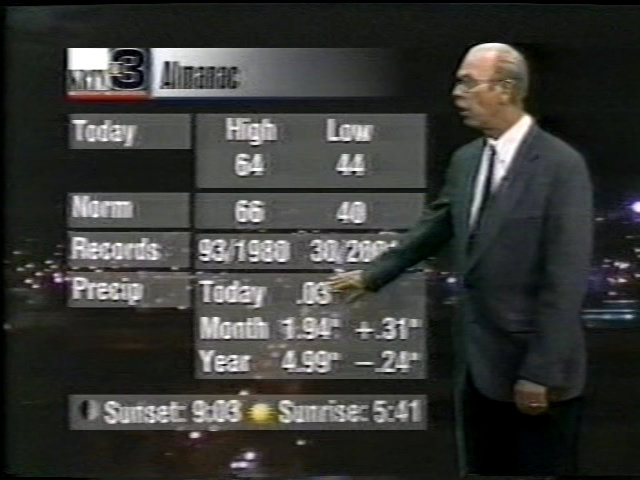 3 Almanac
Today High Low
64 44
Norm 66 40
Records 93/1980
Precip Today .03
Month 1.94" +.31"
Year 4.99" -.24"
Sunset: 9:03 Sunrise: 5:41